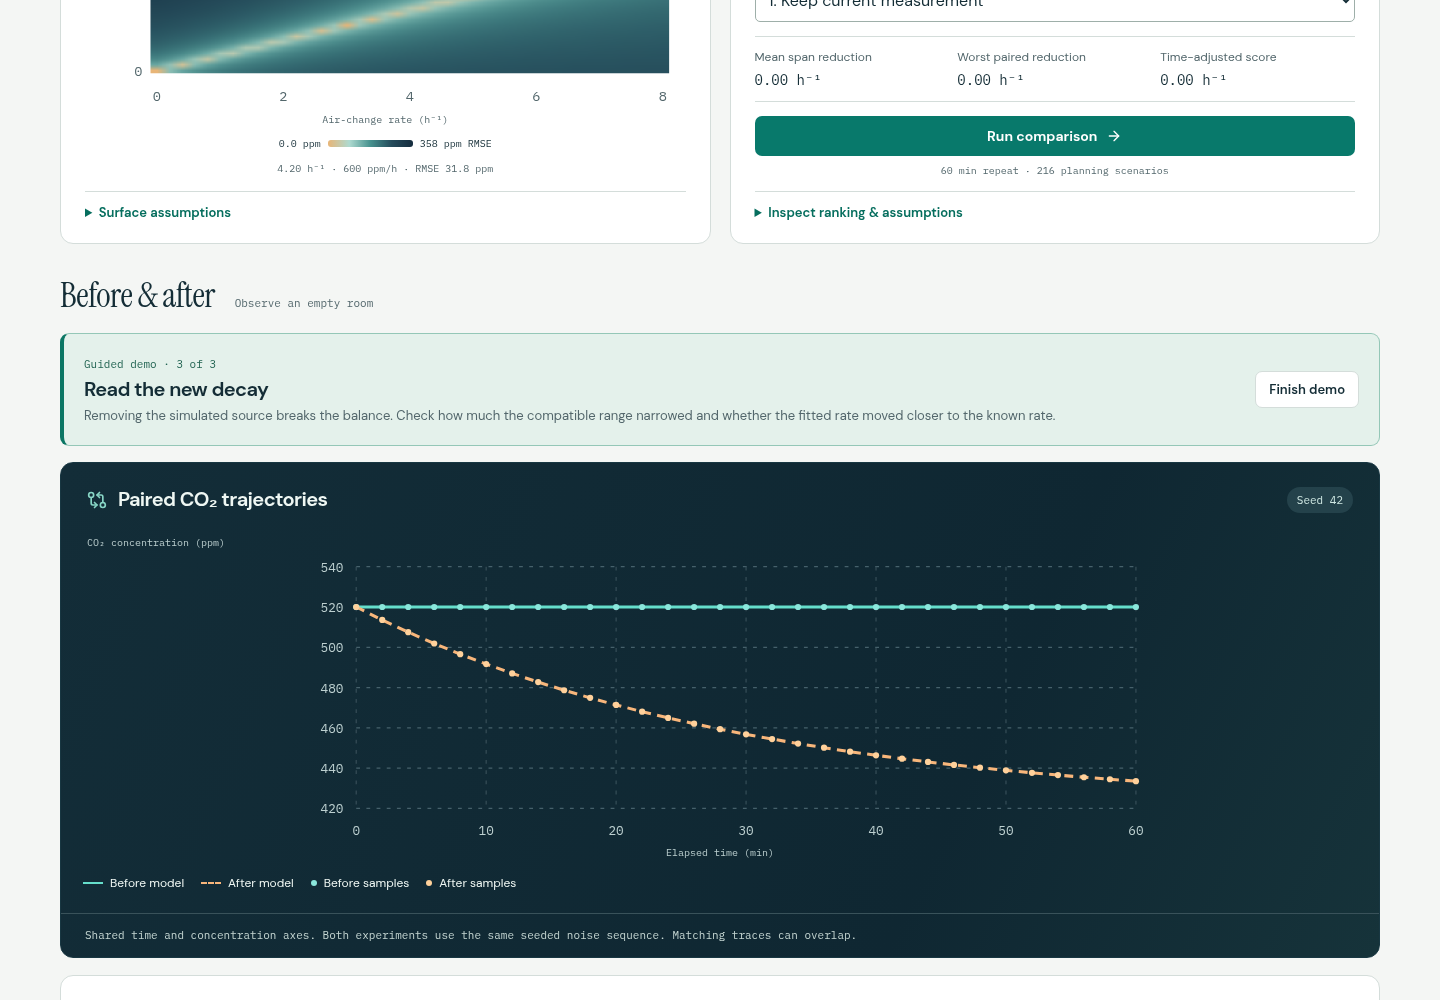 1. Keep current measurement
0
0 2 4 6 8
Air-change rate (h⁻¹)
0.0 ppm 358 ppm RMSE
4.20 h⁻¹ · 600 ppm/h · RMSE 31.8 ppm
Surface assumptions
Mean span reduction Worst paired reduction Time-adjusted score
0.00 h⁻¹ 0.00 h⁻¹ 0.00 h⁻¹
Run comparison →
60 min repeat · 216 planning scenarios
Inspect ranking & assumptions
Before & after Observe an empty room
Guided demo · 3 of 3
Read the new decay
Removing the simulated source breaks the balance. Check how much the compatible range narrowed and whether the fitted rate moved closer to the known rate.
Finish demo
Paired CO₂ trajectories
Seed 42
CO₂ concentration (ppm)
540
520
500
480
460
440
420
0 10 20 30 40 50 60
Elapsed time (min)
Before model After model Before samples After samples
Shared time and concentration axes. Both experiments use the same seeded noise sequence. Matching traces can overlap.